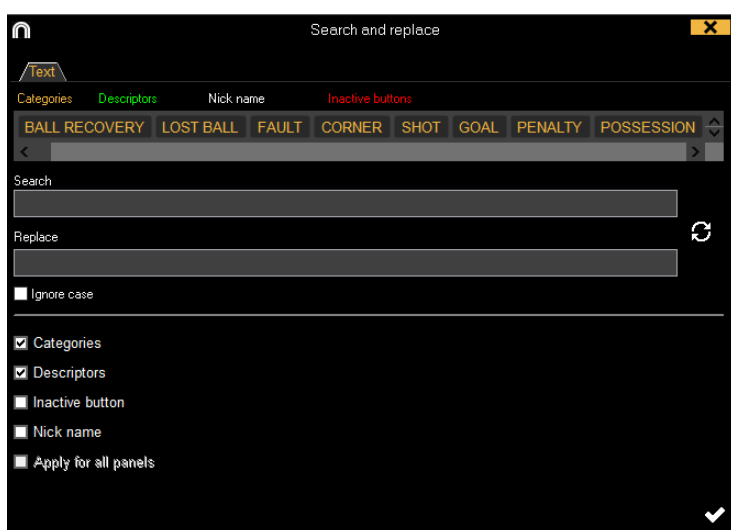 Search and replace
Text
Categories Descriptors Nick name Inactive buttons
BALL RECOVERY LOST BALL FAULT CORNER SHOT GOAL PENALTY POSSESSION
Search
Replace
Ignore case
Categories
Descriptors
Inactive button
Nick name
Apply for all panels